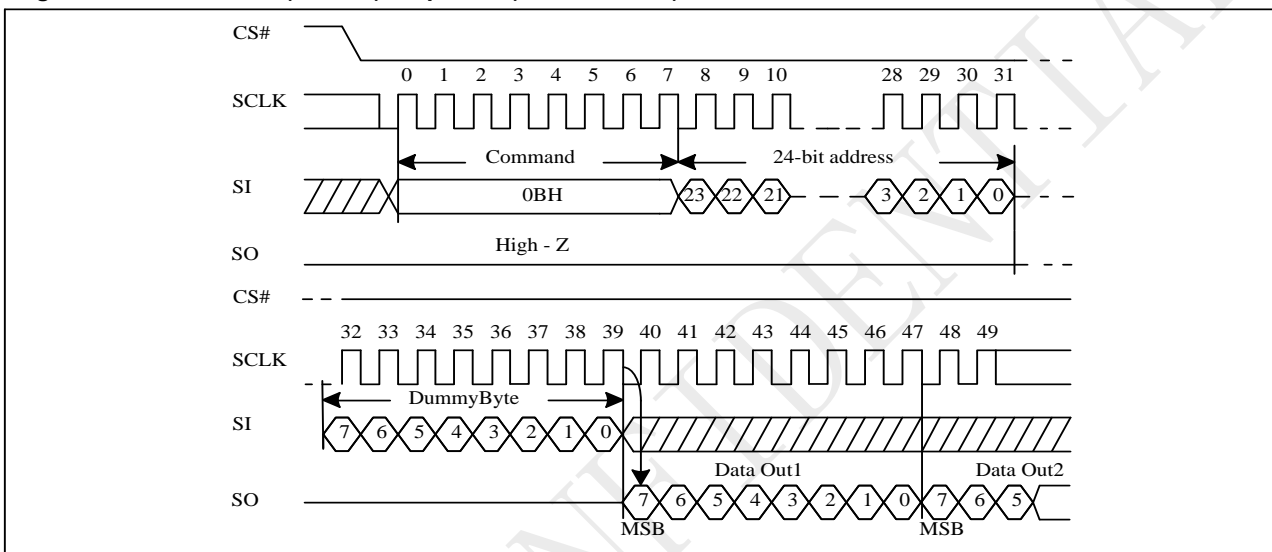 CS#
0 1 2 3 4 5 6 7 8 9 10 28 29 30 31
SCLK
Command 24-bit address
SI 0BH 23 22 21 3 2 1 0
High - Z
SO
CS#
32 33 34 35 36 37 38 39 40 41 42 43 44 45 46 47 48 49
SCLK
DummyByte
SI 7 6 5 4 3 2 1 0
Data Out1 Data Out2
SO 7 6 5 4 3 2 1 0 7 6 5
MSB MSB